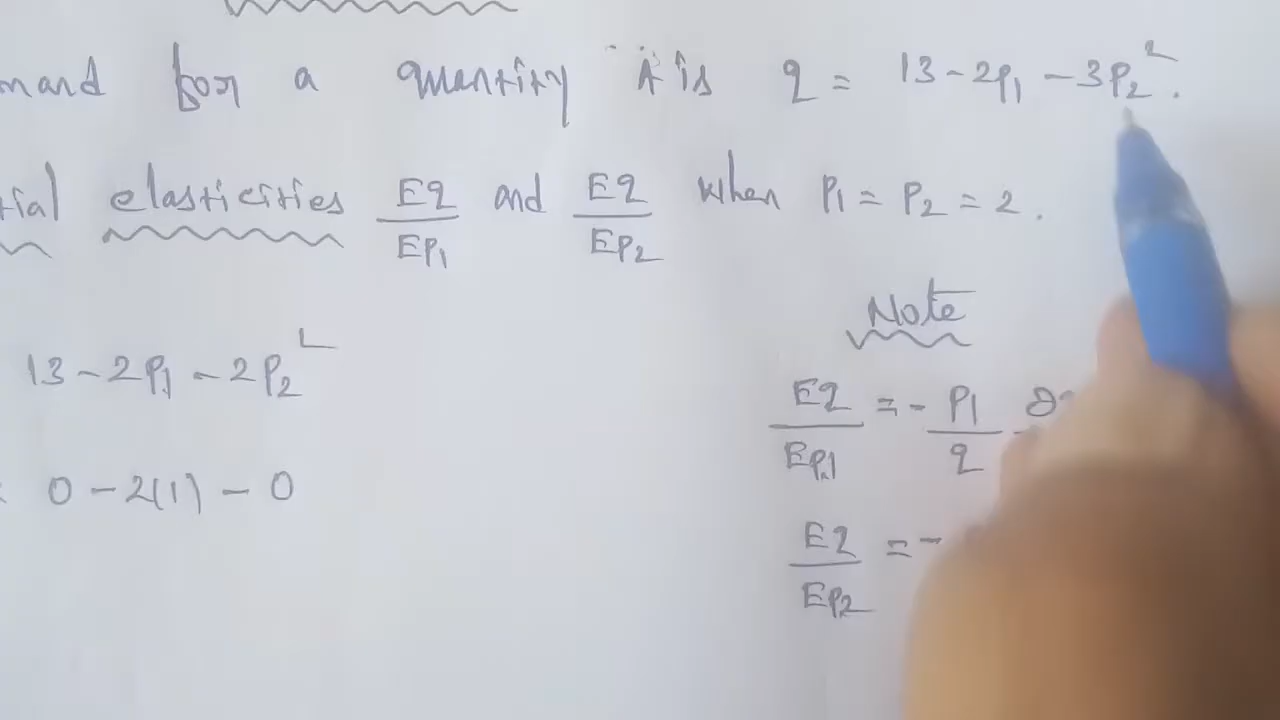 mand for a quantity A is q = 13 - 2p₁ - 3p₂².
tial elasticities Eq/Ep₁ and Eq/Ep₂ when p₁ = p₂ = 2.
Note
13 - 2p₁ - 2p₂²
Eq/Ep₁ = - p₁/q ∂
0 - 2(1) - 0
Eq/Ep₂ = -